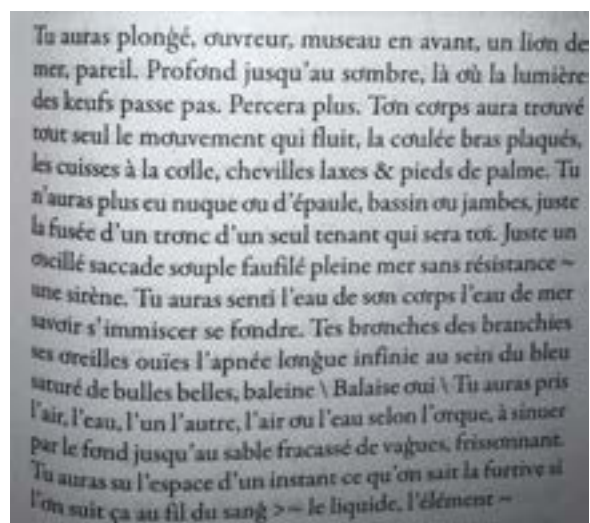 Tu auras plongé, ouvreur, museau en avant, un lion de
mer, pareil. Profond jusqu'au sombre, là où la lumière
des keufs passe pas. Percera plus. Ton corps aura trouvé
tout seul le mouvement qui fluit, la coulée bras plaqués,
les cuisses à la colle, chevilles laxes & pieds de palme. Tu
n'auras plus eu nuque ou d'épaule, bassin ou jambes, juste
la fusée d'un tronc d'un seul tenant qui sera toi. Juste un
oscillé saccade souple faufilé pleine mer sans résistance ~
une sirène. Tu auras senti l'eau de son corps l'eau de mer
savoir s'immiscer se fondre. Tes bronches des branchies
ses oreilles ouïes l'apnée longue infinie au sein du bleu
saturé de bulles belles, baleine \ Balaise oui \ Tu auras pris
l'air, l'eau, l'un l'autre, l'air ou l'eau selon l'orque, à sinuer
par le fond jusqu'au sable fracassé de vagues, frissonnant.
Tu auras su l'espace d'un instant ce qu'on sait la furtive si
l'on suit ça au fil du sang >~ le liquide, l'élément ~